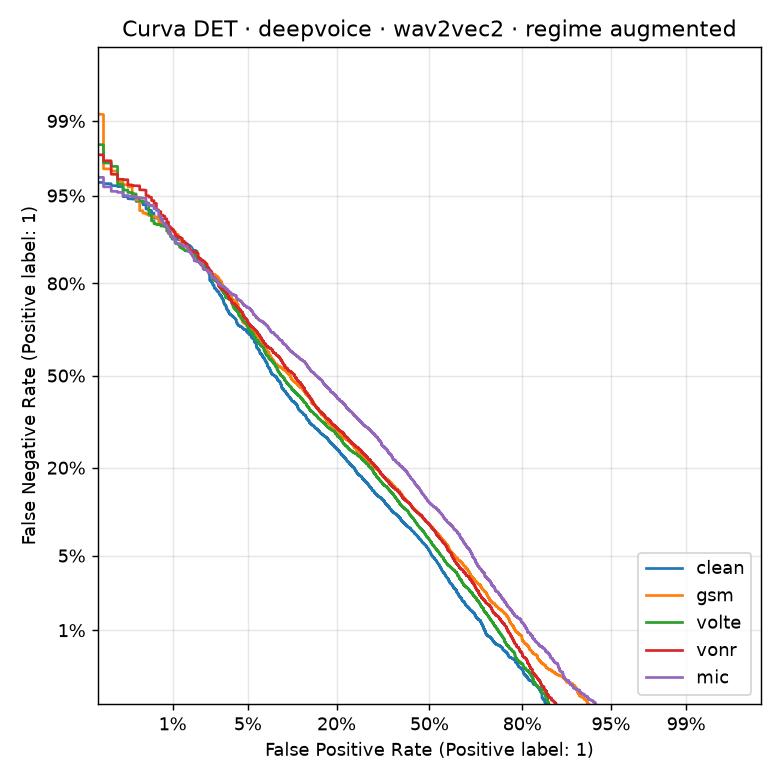 Curva DET · deepvoice · wav2vec2 · regime augmented
False Negative Rate (Positive label: 1)
99%
95%
80%
50%
20%
5%
1%
clean
gsm
volte
vonr
mic
1%
5%
20%
50%
80%
95%
99%
False Positive Rate (Positive label: 1)